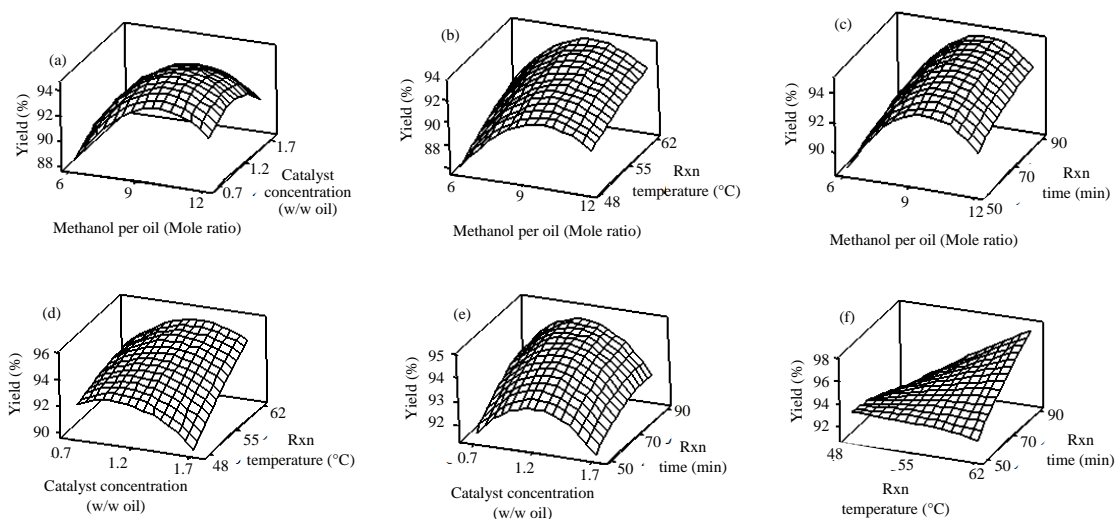 (a)
Yield (%)
94
92
90
88
6
9
12
0.7
1.2
1.7
Catalyst
concentration
(w/w oil)
Methanol per oil (Mole ratio)
(b)
Yield (%)
94
92
90
88
6
9
12
48
55
62
Rxn
temperature (°C)
Methanol per oil (Mole ratio)
(c)
Yield (%)
94
92
90
6
9
12
50
70
90
Rxn
time (min)
Methanol per oil (Mole ratio)
(d)
Yield (%)
96
94
92
90
0.7
1.2
1.7
48
55
62
Rxn
temperature (°C)
Catalyst concentration
(w/w oil)
(e)
Yield (%)
95
94
93
92
0.7
1.2
1.7
50
70
90
Rxn
time (min)
Catalyst concentration
(w/w oil)
(f)
Yield (%)
98
96
94
92
48
55
62
50
70
90
Rxn
time (min)
Rxn
temperature (°C)